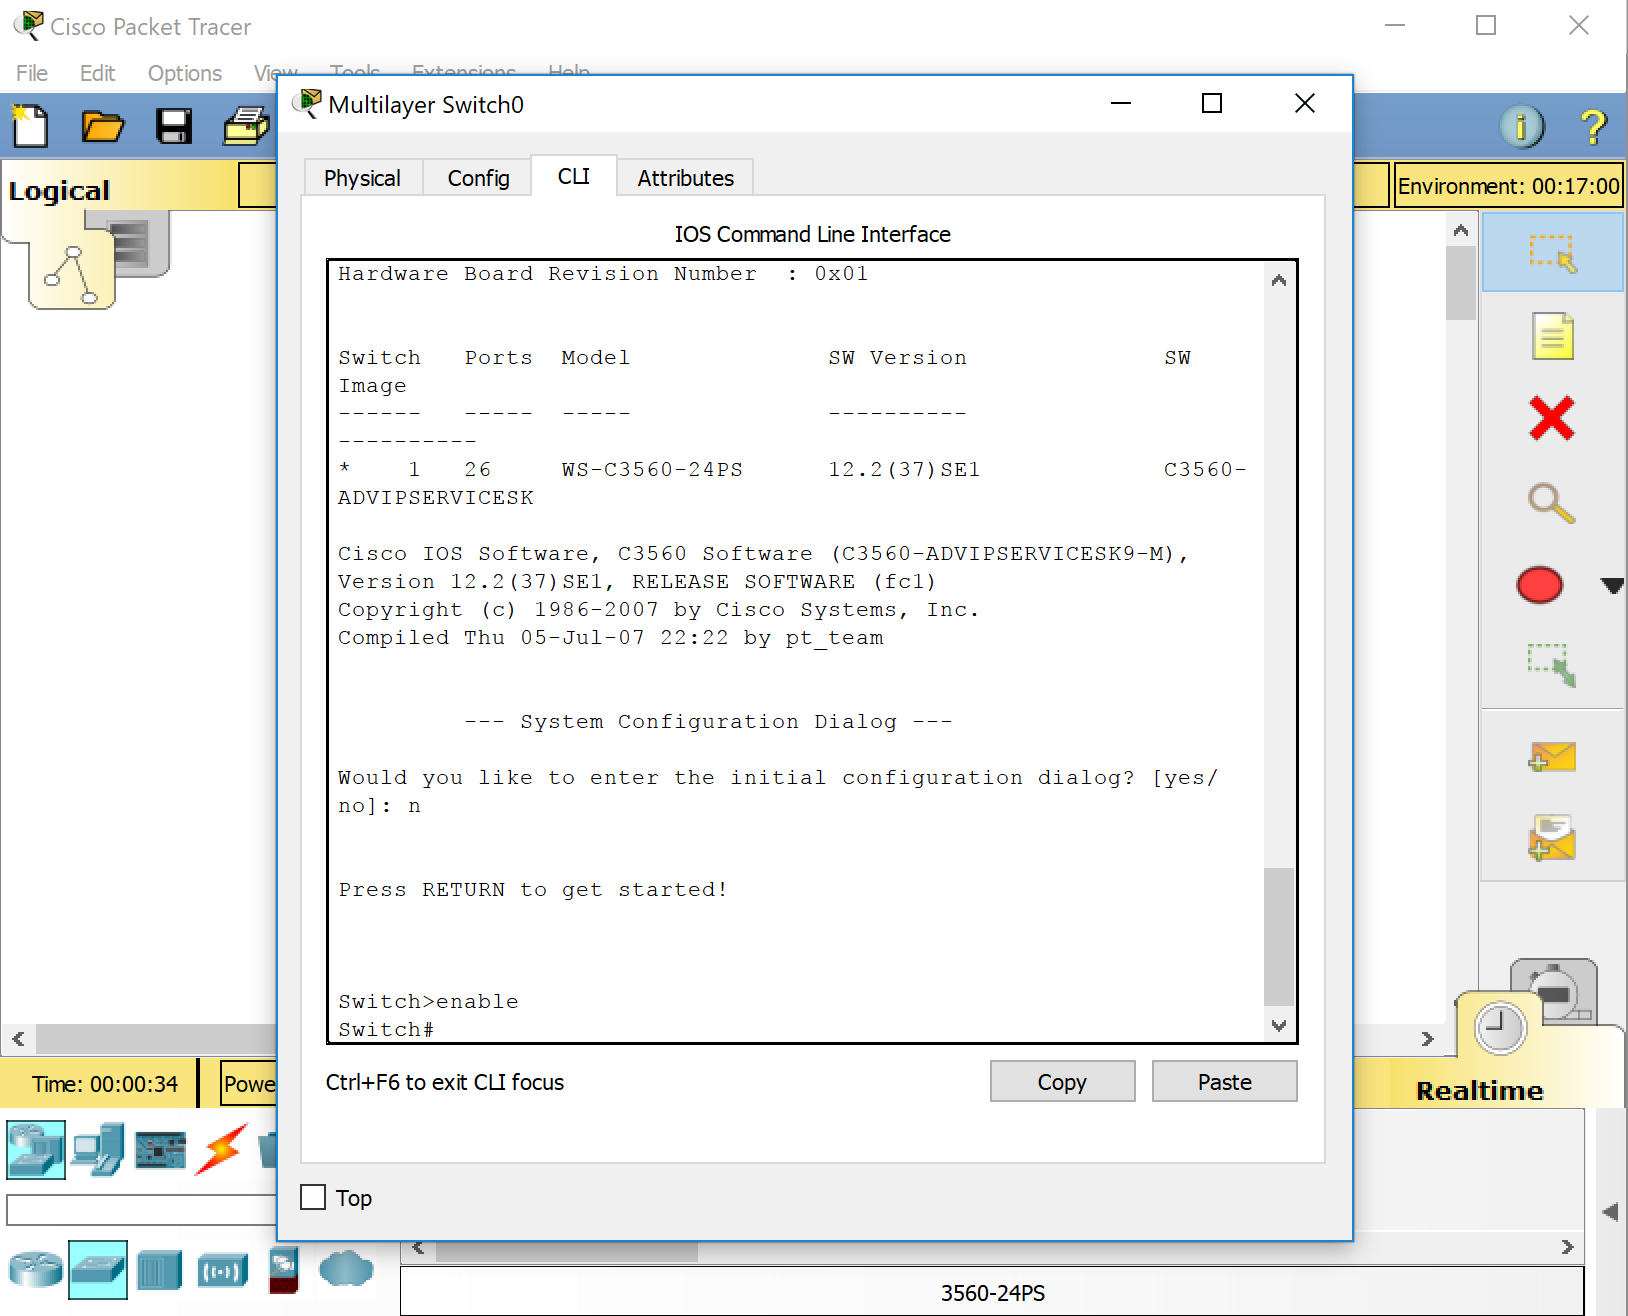 Cisco Packet Tracer
File Edit Options View Tools Extensions Help
Multilayer Switch0
Logical
Environment: 00:17:00
Physical Config CLI Attributes
IOS Command Line Interface
Hardware Board Revision Number  : 0x01
Switch   Ports  Model              SW Version              SW
Image
------   -----  -----              ----------
----------
*    1   26     WS-C3560-24PS      12.2(37)SE1             C3560-
ADVIPSERVICESK
Cisco IOS Software, C3560 Software (C3560-ADVIPSERVICESK9-M),
Version 12.2(37)SE1, RELEASE SOFTWARE (fc1)
Copyright (c) 1986-2007 by Cisco Systems, Inc.
Compiled Thu 05-Jul-07 22:22 by pt_team
--- System Configuration Dialog ---
Would you like to enter the initial configuration dialog? [yes/
no]: n
Press RETURN to get started!
Switch>enable
Switch#
Ctrl+F6 to exit CLI focus
Copy Paste
Time: 00:00:34 Powe
Realtime
Top
3560-24PS